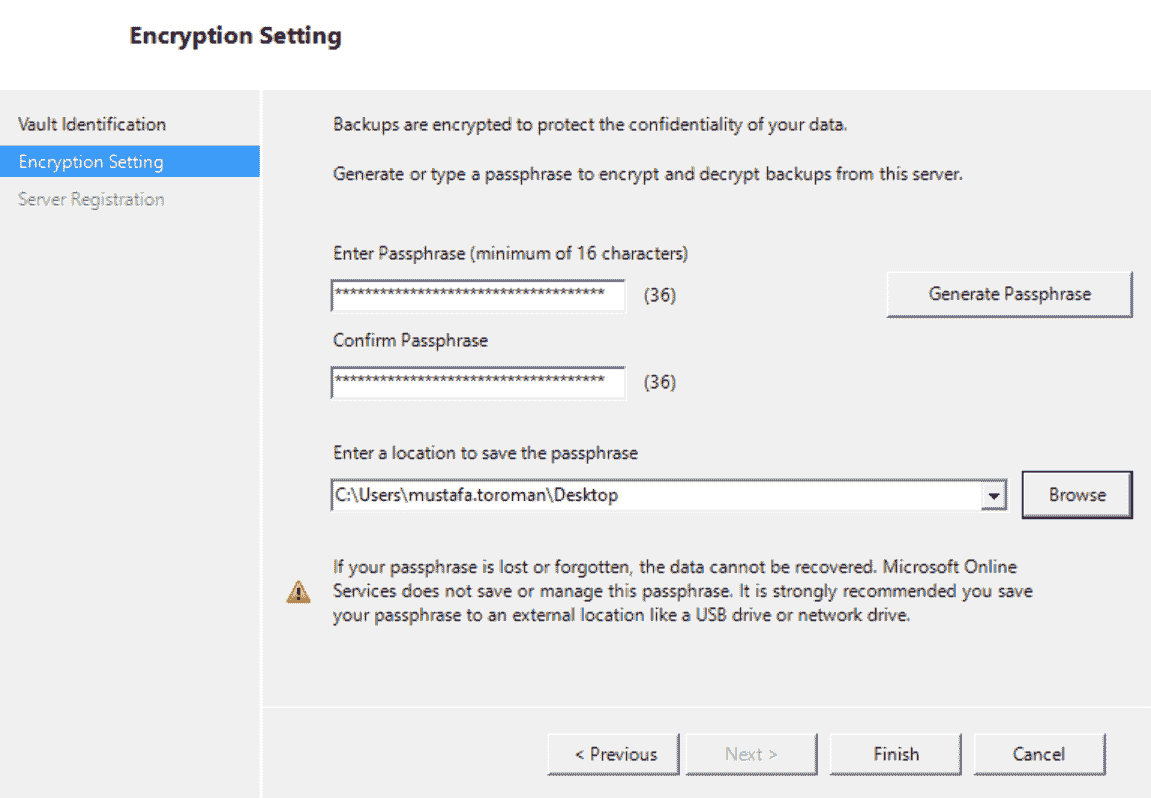 Encryption Setting
Vault Identification
Encryption Setting
Server Registration
Backups are encrypted to protect the confidentiality of your data.
Generate or type a passphrase to encrypt and decrypt backups from this server.
Enter Passphrase (minimum of 16 characters)
************************************ (36)
Generate Passphrase
Confirm Passphrase
************************************ (36)
Enter a location to save the passphrase
C:\Users\mustafa.toroman\Desktop
Browse
If your passphrase is lost or forgotten, the data cannot be recovered. Microsoft Online
Services does not save or manage this passphrase. It is strongly recommended you save
your passphrase to an external location like a USB drive or network drive.
< Previous
Next >
Finish
Cancel